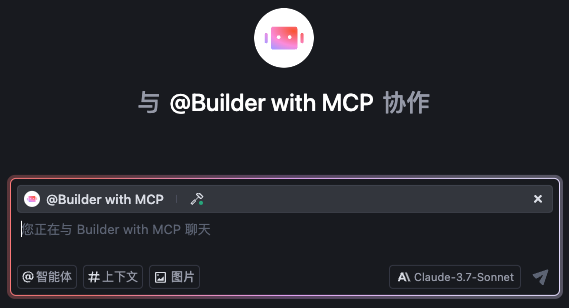 与 @Builder with MCP 协作
@Builder with MCP
您正在与 Builder with MCP 聊天
@智能体 #上下文 图片 A\ Claude-3.7-Sonnet